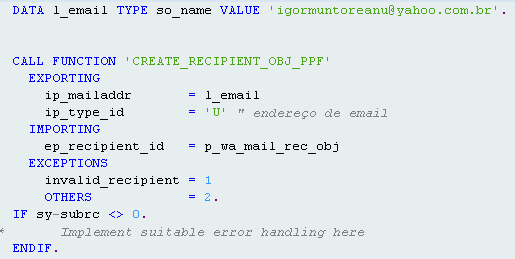 DATA l_email TYPE so_name VALUE 'igormuntoreanu@yahoo.com.br'.
CALL FUNCTION 'CREATE_RECIPIENT_OBJ_PPF'
EXPORTING
ip_mailaddr = l_email
ip_type_id = 'U' " endereço de email
IMPORTING
ep_recipient_id = p_wa_mail_rec_obj
EXCEPTIONS
invalid_recipient = 1
OTHERS = 2.
IF sy-subrc <> 0.
* Implement suitable error handling here
ENDIF.